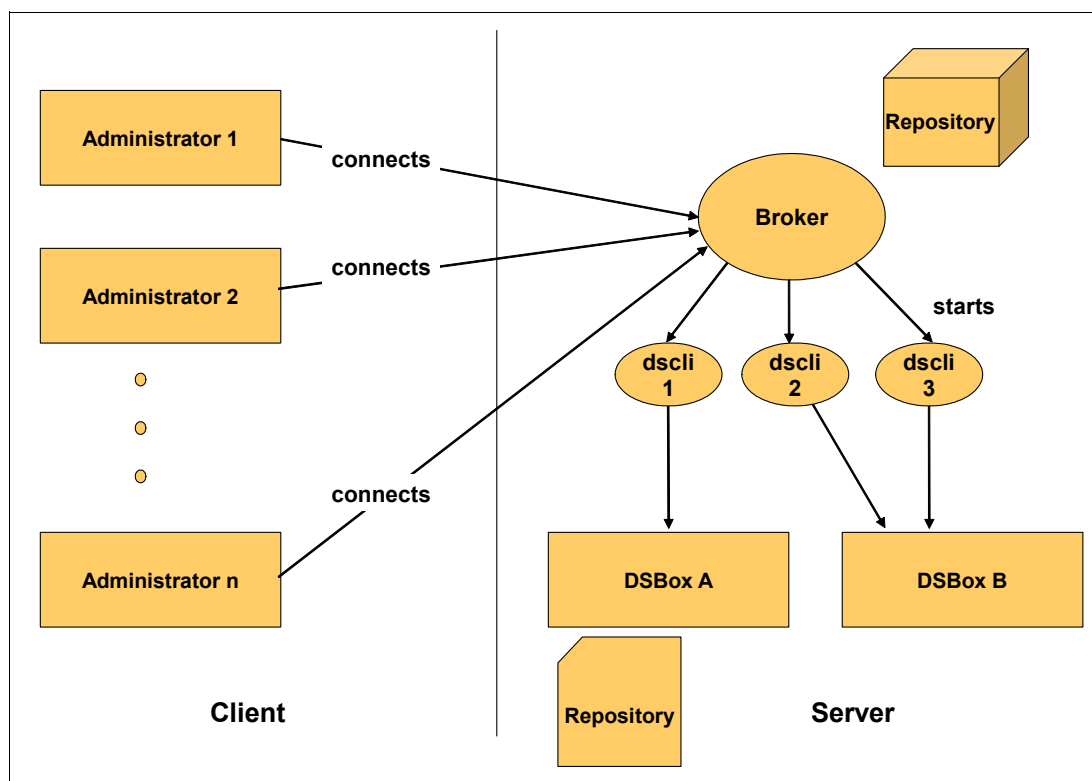 Administrator 1
connects
Repository
Broker
Administrator 2
connects
starts
dscli
1
dscli
2
dscli
3
connects
Administrator n
DSBox A
DSBox B
Repository
Client
Server